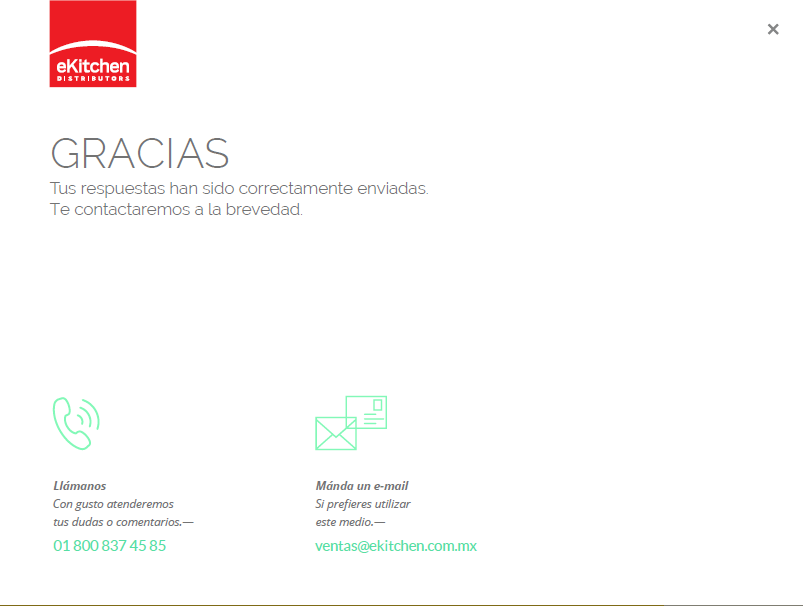 eKitchen
DISTRIBUTORS
GRACIAS
Tus respuestas han sido correctamente enviadas.
Te contactaremos a la brevedad.
Llámanos
Con gusto atenderemos
tus dudas o comentarios.—
01 800 837 45 85
Mánda un e-mail
Si prefieres utilizar
este medio.—
ventas@ekitchen.com.mx